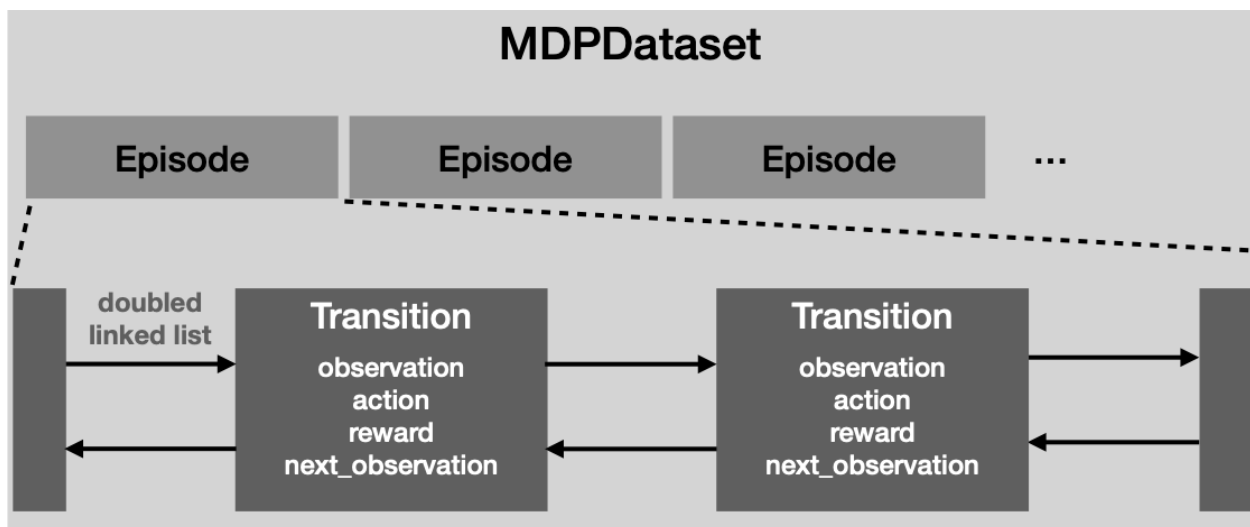 MDPDataset
Episode
Episode
Episode
...
doubled
linked list
Transition
observation
action
reward
next_observation
Transition
observation
action
reward
next_observation